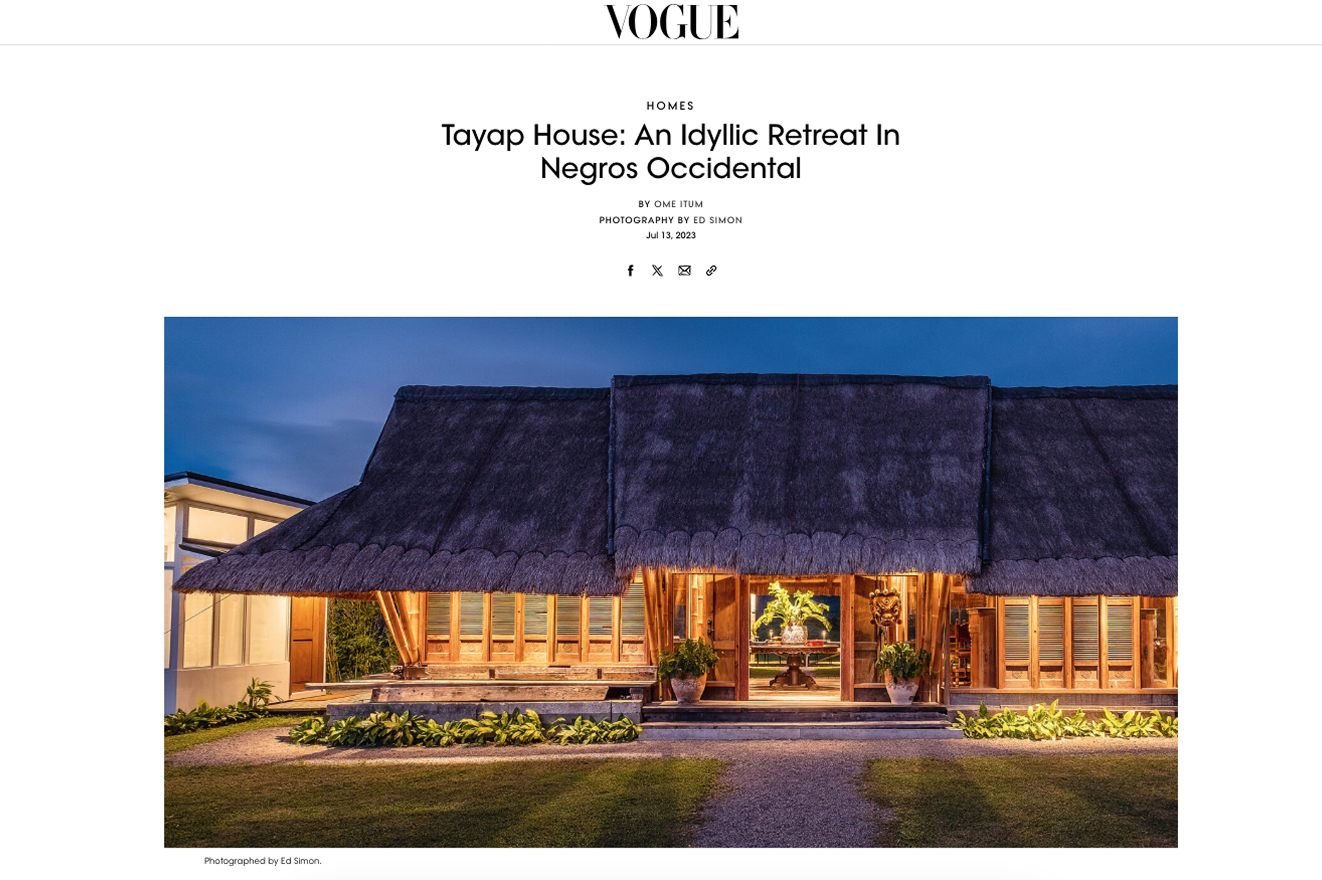 VOGUE
HOMES
Tayap House: An Idyllic Retreat In
Negros Occidental
BY OME ITUM
PHOTOGRAPHY BY ED SIMON
Jul 13, 2023
Photographed by Ed Simon.